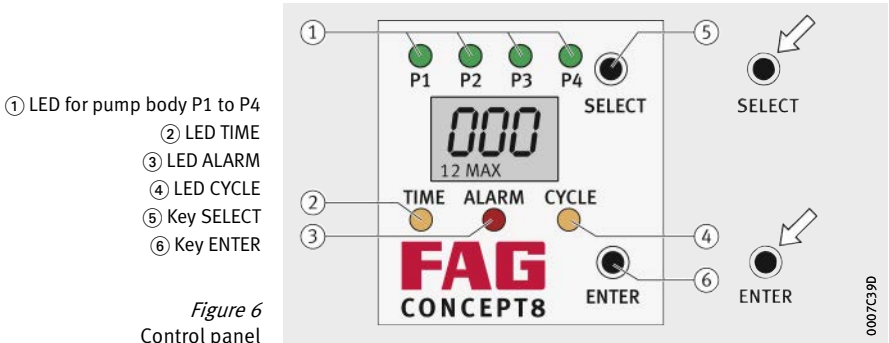 ① LED for pump body P1 to P4
② LED TIME
③ LED ALARM
④ LED CYCLE
⑤ Key SELECT
⑥ Key ENTER
Figure 6
Control panel
① ⑤
P1 P2 P3 P4
SELECT SELECT
000
12 MAX
TIME ALARM CYCLE
②
③ ④
FAG
⑥
CONCEPT8 ENTER ENTER
0007C39D